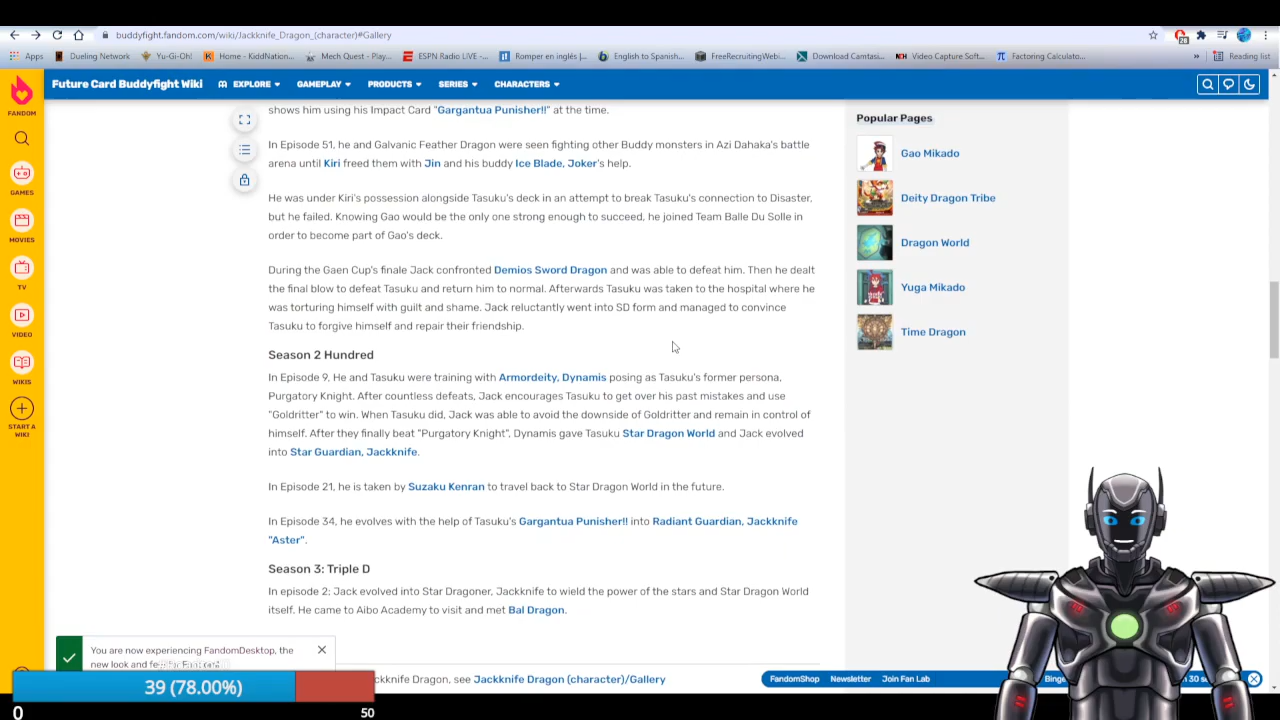 buddyfight.fandom.com/wiki/Jackknife_Dragon_(character)#Gallery
Apps
Dueling Network
Yu-Gi-Oh!
Home - KiddNation...
Mech Quest - Play...
ESPN Radio LIVE -...
Romper en inglés |...
English to Spanish...
FreeRecruitingWebi...
Download Camtasi...
Video Capture Soft...
Factoring Calculato...
»
Reading list
FANDOM
GAMES
MOVIES
TV
VIDEO
WIKIS
START A
WIKI
Future Card Buddyfight Wiki
EXPLORE
GAMEPLAY
PRODUCTS
SERIES
CHARACTERS
shows him using his Impact Card "Gargantua Punisher!!" at the time.
In Episode 51, he and Galvanic Feather Dragon were seen fighting other Buddy monsters in Azi Dahaka's battle
arena until Kiri freed them with Jin and his buddy Ice Blade, Joker's help.
He was under Kiri's possession alongside Tasuku's deck in an attempt to break Tasuku's connection to Disaster,
but he failed. Knowing Gao would be the only one strong enough to succeed, he joined Team Balle Du Solle in
order to become part of Gao's deck.
During the Gaen Cup's finale Jack confronted Demios Sword Dragon and was able to defeat him. Then he dealt
the final blow to defeat Tasuku and return him to normal. Afterwards Tasuku was taken to the hospital where he
was torturing himself with guilt and shame. Jack reluctantly went into SD form and managed to convince
Tasuku to forgive himself and repair their friendship.
Season 2 Hundred
In Episode 9, He and Tasuku were training with Armordeity, Dynamis posing as Tasuku's former persona,
Purgatory Knight. After countless defeats, Jack encourages Tasuku to get over his past mistakes and use
"Goldritter" to win. When Tasuku did, Jack was able to avoid the downside of Goldritter and remain in control of
himself. After they finally beat "Purgatory Knight", Dynamis gave Tasuku Star Dragon World and Jack evolved
into Star Guardian, Jackknife.
In Episode 21, he is taken by Suzaku Kenran to travel back to Star Dragon World in the future.
In Episode 34, he evolves with the help of Tasuku's Gargantua Punisher!! into Radiant Guardian, Jackknife
"Aster".
Season 3: Triple D
In episode 2; Jack evolved into Star Dragoner, Jackknife to wield the power of the stars and Star Dragon World
itself. He came to Aibo Academy to visit and met Bal Dragon.
ckknife Dragon, see Jackknife Dragon (character)/Gallery
Popular Pages
Gao Mikado
Deity Dragon Tribe
Dragon World
Yuga Mikado
Time Dragon
You are now experiencing FandomDesktop, the
new look and fe
39 (78.00%)
0
50
FandomShop
Newsletter
Join Fan Lab
Binge
n 30 se